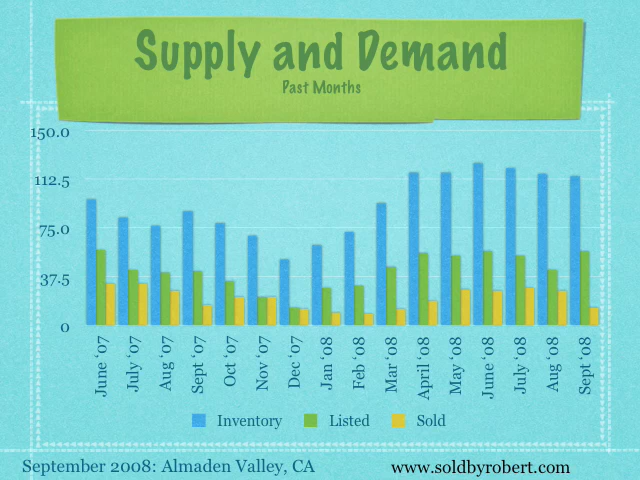 Supply and Demand
Past Months
150.0
112.5
75.0
37.5
0
June ‘07
July ‘07
Aug ‘07
Sept ‘07
Oct ‘07
Nov ‘07
Dec ‘07
Jan ‘08
Feb ‘08
Mar ‘08
April ‘08
May ‘08
June ‘08
July ‘08
Aug ‘08
Sept ‘08
Inventory Listed Sold
September 2008: Almaden Valley, CA www.soldbyrobert.com